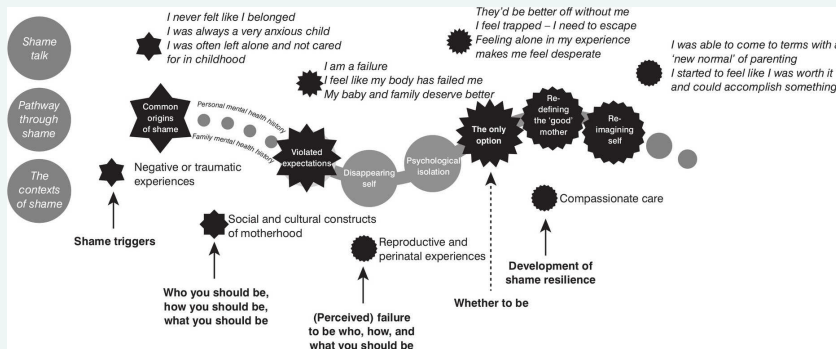 Shame
talk
I never felt like I belonged
I was always a very anxious child
I was often left alone and not cared
for in childhood
I am a failure
I feel like my body has failed me
My baby and family deserve better
They'd be better off without me
I feel trapped – I need to escape
Feeling alone in my experience
makes me feel desperate
I was able to come to terms with a
'new normal' of parenting
I started to feel like I was worth it
and could accomplish something
Pathway
through
shame
Common
origins
of shame
Personal mental health history
Family mental health history
Violated
expectations
Disappearing
self
Psychological
isolation
The only
option
Re-
defining
the 'good'
mother
Re-
imagining
self
The
contexts
of shame
Negative or traumatic
experiences
Social and cultural constructs
of motherhood
Reproductive and
perinatal experiences
Compassionate care
Shame triggers
Who you should be,
how you should be,
what you should be
(Perceived) failure
to be who, how, and
what you should be
Whether to be
Development of
shame resilience